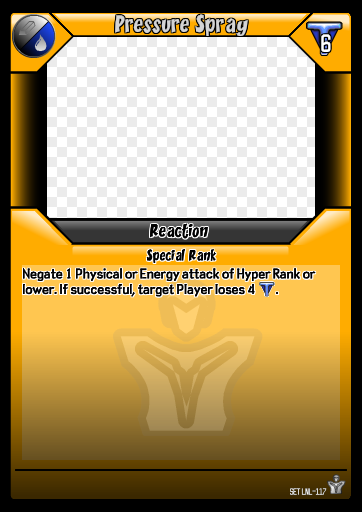 Pressure Spray
6
Reaction
Special Rank
Negate 1 Physical or Energy attack of Hyper Rank or
lower. If successful, target Player loses 4 .
SET LNL-117